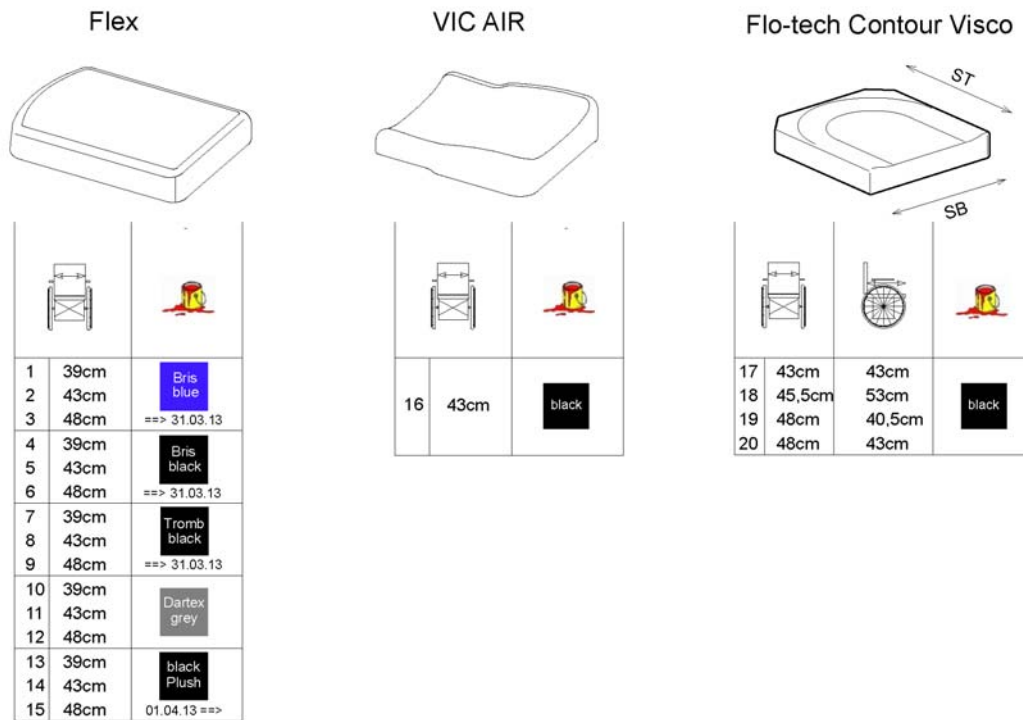 Flex
VIC AIR
Flo-tech Contour Visco
ST
SB
1 39cm
2 43cm
3 48cm
Bris
blue
==> 31.03.13
4 39cm
5 43cm
6 48cm
Bris
black
==> 31.03.13
7 39cm
8 43cm
9 48cm
Tromb
black
==> 31.03.13
10 39cm
11 43cm
12 48cm
Dartex
grey
13 39cm
14 43cm
15 48cm
black
Plush
01.04.13 ==>
16 43cm
black
17 43cm 43cm
18 45,5cm 53cm
19 48cm 40,5cm
20 48cm 43cm
black